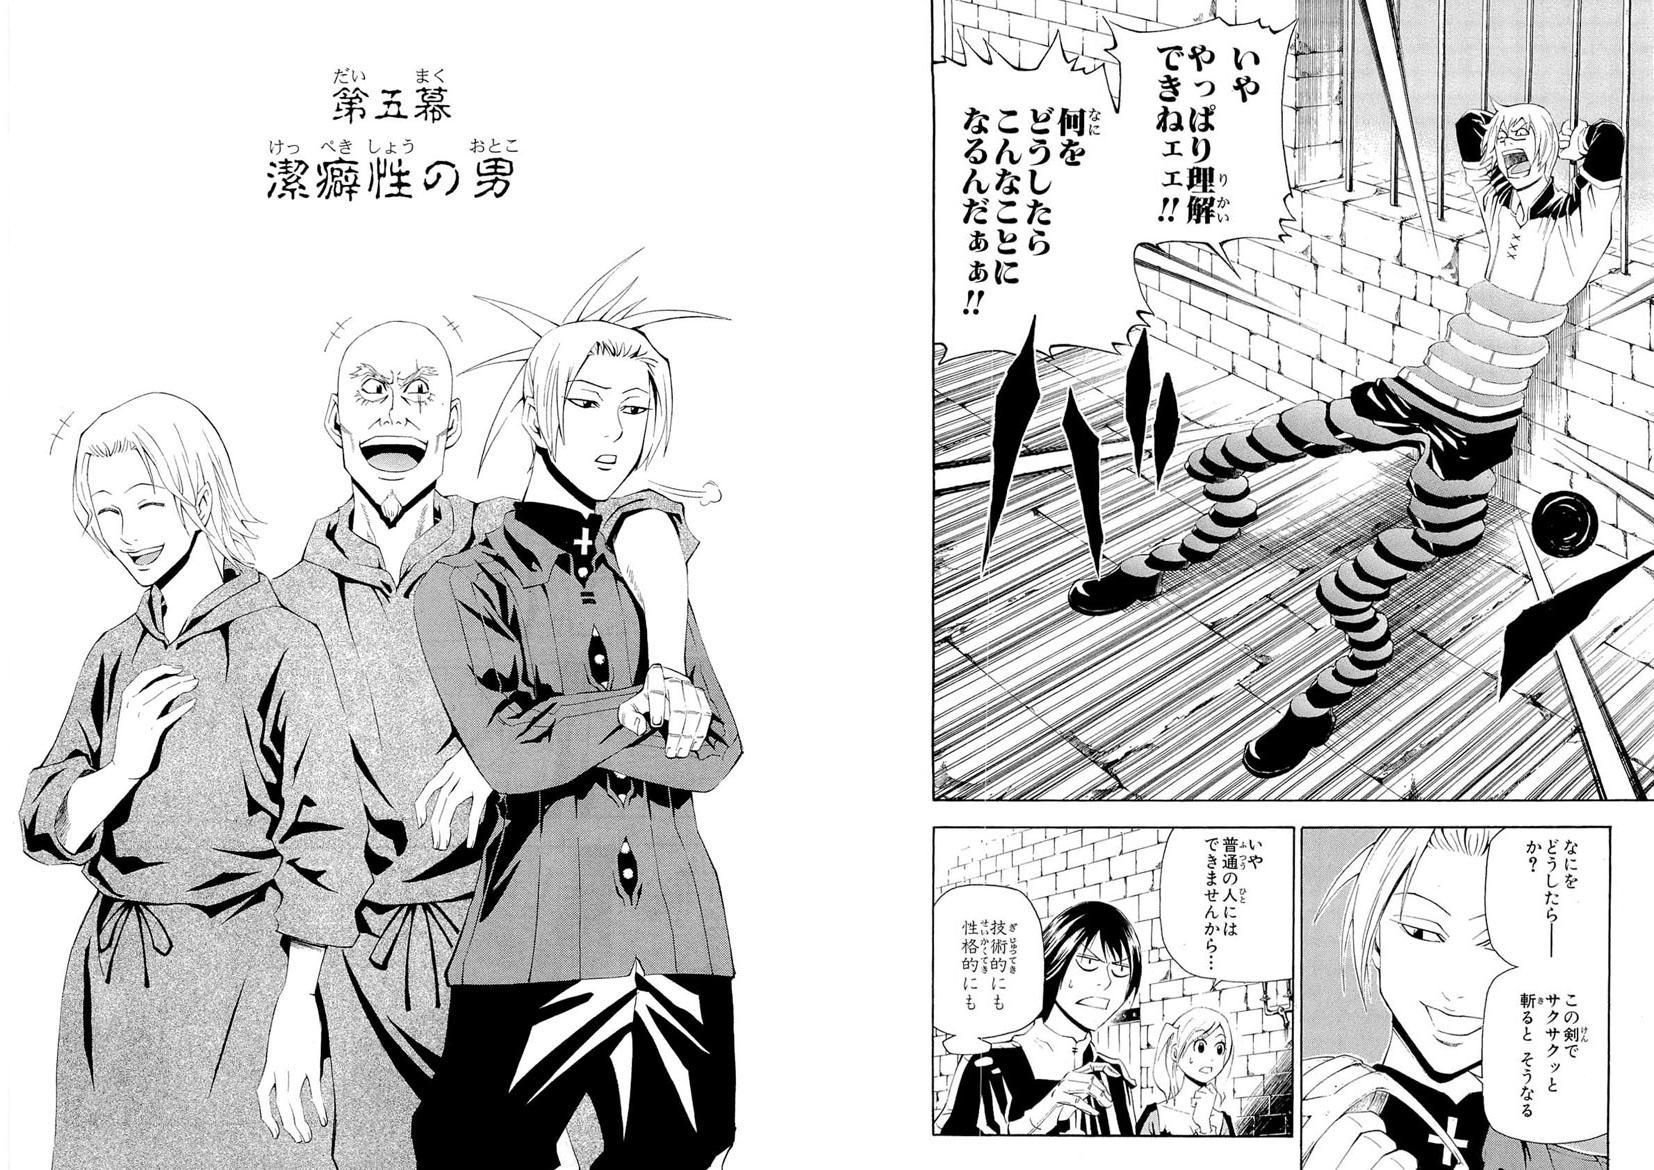 いや
やっぱり理解
できねェェ!!
何を
どうしたら
こんなことに
なるんだぁぁ!!
バ
なにを
どうしたら──
か?
この剣で
サクサクッと
斬ると そうなる
いや
普通の人には
できませんから…
技術的にも
性格的にも
第五幕
潔癖性の男